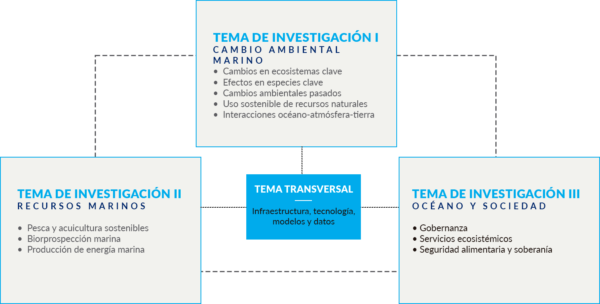 TEMA DE INVESTIGACIÓN I
CAMBIO AMBIENTAL
MARINO
• Cambios en ecosistemas clave
• Efectos en especies clave
• Cambios ambientales pasados
• Uso sostenible de recursos naturales
• Interacciones océano-atmósfera-tierra
TEMA DE INVESTIGACIÓN II
RECURSOS MARINOS
• Pesca y acuicultura sostenibles
• Biorprospección marina
• Producción de energía marina
TEMA TRANSVERSAL
Infraestructura, tecnología,
modelos y datos
TEMA DE INVESTIGACIÓN III
OCÉANO Y SOCIEDAD
• Gobernanza
• Servicios ecosistémicos
• Seguridad alimentaria y soberanía